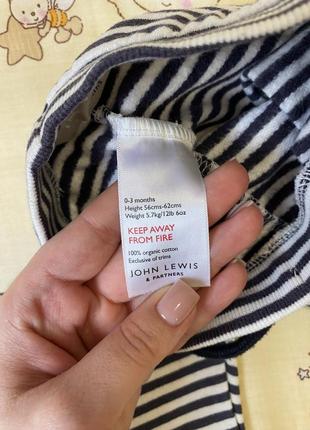 0-3 months
Height 56cms-62cms
Weight 5.7kg/12lb 6oz
KEEP AWAY
FROM FIRE
100% organic cotton
Exclusive of trims
JOHN LEWIS
& PARTNERS